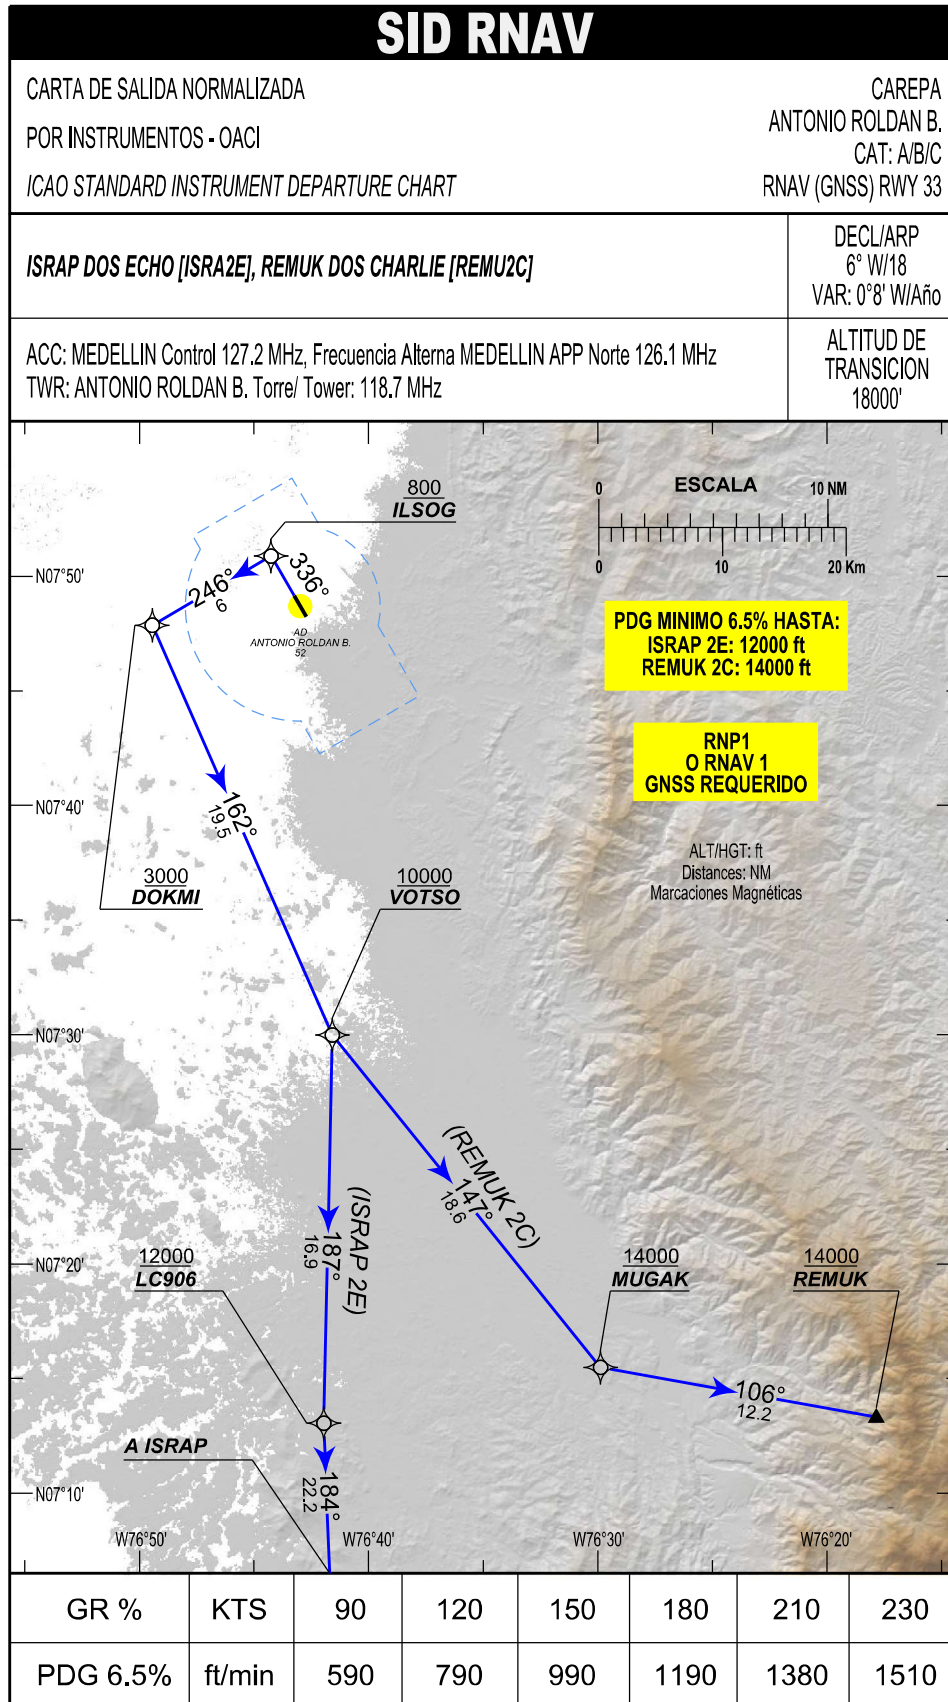 SID RNAV
CARTA DE SALIDA NORMALIZADA
POR INSTRUMENTOS - OACI
ICAO STANDARD INSTRUMENT DEPARTURE CHART
CAREPA
ANTONIO ROLDAN B.
CAT: A/B/C
RNAV (GNSS) RWY 33
ISRAP DOS ECHO [ISRA2E], REMUK DOS CHARLIE [REMU2C]
DECL/ARP
6° W/18
VAR: 0°8' W/Año
ACC: MEDELLIN Control 127.2 MHz, Frecuencia Alterna MEDELLIN APP Norte 126.1 MHz
TWR: ANTONIO ROLDAN B. Torre/ Tower: 118.7 MHz
ALTITUD DE
TRANSICION
18000'
800
ILSOG
ESCALA
0 10 NM
0 10 20 Km
N07°50'
336°
246°
6
AD
ANTONIO ROLDAN B.
52
PDG MINIMO 6.5% HASTA:
ISRAP 2E: 12000 ft
REMUK 2C: 14000 ft
RNP1
O RNAV 1
GNSS REQUERIDO
N07°40'
162°
19.5
ALT/HGT: ft
Distances: NM
Marcaciones Magnéticas
3000
DOKMI
10000
VOTSO
N07°30'
(REMUK 2C)
147°
18.6
(ISRAP 2E)
187°
16.9
N07°20'
12000
LC906
14000
MUGAK
14000
REMUK
106°
12.2
A ISRAP
184°
22.2
N07°10'
W76°50'
W76°40'
W76°30'
W76°20'
GR % KTS 90 120 150 180 210 230
PDG 6.5% ft/min 590 790 990 1190 1380 1510